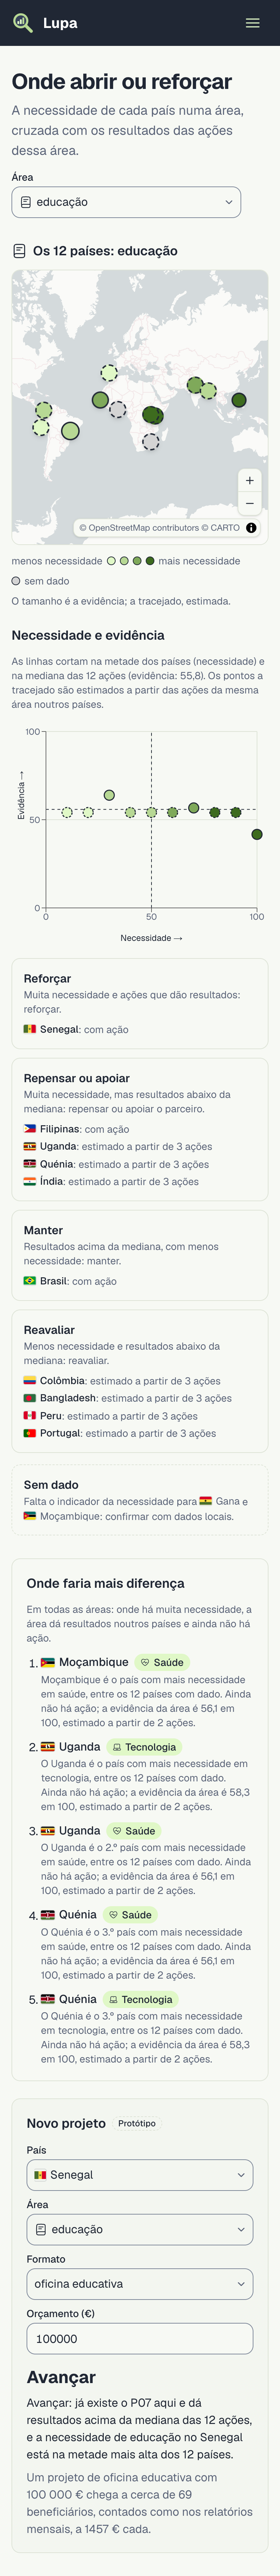 Lupa
Onde abrir ou reforçar
A necessidade de cada país numa área,
cruzada com os resultados das ações
dessa área.
Área
educação
Os 12 países: educação
+
−
© OpenStreetMap contributors © CARTO
menos necessidade mais necessidade
sem dado
O tamanho é a evidência; a tracejado, estimada.
Necessidade e evidência
As linhas cortam na metade dos países (necessidade) e
na mediana das 12 ações (evidência: 55,8). Os pontos a
tracejado são estimados a partir das ações da mesma
área noutros países.
100
50
0
Evidência →
0 50 100
Necessidade →
Reforçar
Muita necessidade e ações que dão resultados:
reforçar.
Senegal: com ação
Repensar ou apoiar
Muita necessidade, mas resultados abaixo da
mediana: repensar ou apoiar o parceiro.
Filipinas: com ação
Uganda: estimado a partir de 3 ações
Quénia: estimado a partir de 3 ações
Índia: estimado a partir de 3 ações
Manter
Resultados acima da mediana, com menos
necessidade: manter.
Brasil: com ação
Reavaliar
Menos necessidade e resultados abaixo da
mediana: reavaliar.
Colômbia: estimado a partir de 3 ações
Bangladesh: estimado a partir de 3 ações
Peru: estimado a partir de 3 ações
Portugal: estimado a partir de 3 ações
Sem dado
Falta o indicador da necessidade para Gana e
Moçambique: confirmar com dados locais.
Onde faria mais diferença
Em todas as áreas: onde há muita necessidade, a
área dá resultados noutros países e ainda não há
ação.
1. Moçambique Saúde
Moçambique é o país com mais necessidade
em saúde, entre os 12 países com dado. Ainda
não há ação; a evidência da área é 56,1 em
100, estimado a partir de 2 ações.
2. Uganda Tecnologia
O Uganda é o país com mais necessidade em
tecnologia, entre os 12 países com dado.
Ainda não há ação; a evidência da área é 58,3
em 100, estimado a partir de 2 ações.
3. Uganda Saúde
O Uganda é o 2.º país com mais necessidade
em saúde, entre os 12 países com dado. Ainda
não há ação; a evidência da área é 56,1 em
100, estimado a partir de 2 ações.
4. Quénia Saúde
O Quénia é o 3.º país com mais necessidade
em saúde, entre os 12 países com dado. Ainda
não há ação; a evidência da área é 56,1 em
100, estimado a partir de 2 ações.
5. Quénia Tecnologia
O Quénia é o 3.º país com mais necessidade
em tecnologia, entre os 12 países com dado.
Ainda não há ação; a evidência da área é 58,3
em 100, estimado a partir de 2 ações.
Novo projeto Protótipo
País
Senegal
Área
educação
Formato
oficina educativa
Orçamento (€)
100000
Avançar
Avançar: já existe o P07 aqui e dá
resultados acima da mediana das 12 ações,
e a necessidade de educação no Senegal
está na metade mais alta dos 12 países.
Um projeto de oficina educativa com
100 000 € chega a cerca de 69
beneficiários, contados como nos relatórios
mensais, a 1457 € cada.